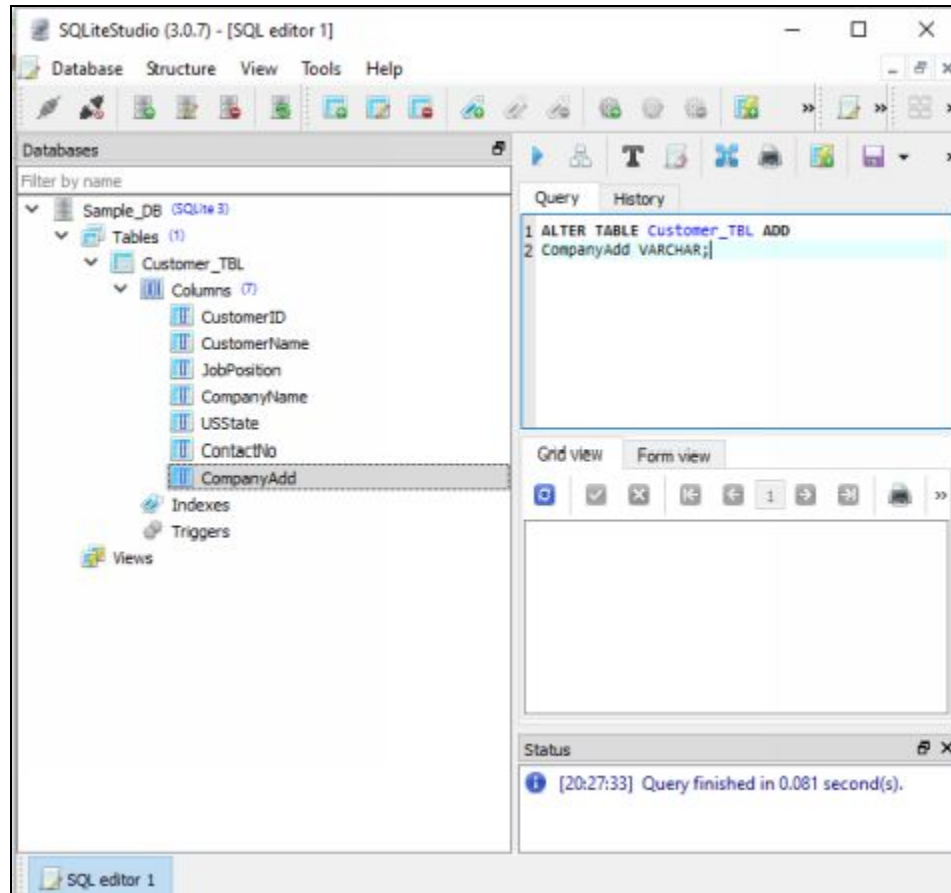 SQLiteStudio (3.0.7) - [SQL editor 1]
Database Structure View Tools Help
Databases
Filter by name
Sample_DB (SQLite 3)
Tables (1)
Customer_TBL
Columns (7)
CustomerID
CustomerName
JobPosition
CompanyName
USState
ContactNo
CompanyAdd
Indexes
Triggers
Views
Query History
1 ALTER TABLE Customer_TBL ADD
2 CompanyAdd VARCHAR;
Grid view Form view
1
Status
[20:27:33] Query finished in 0.081 second(s).
SQL editor 1